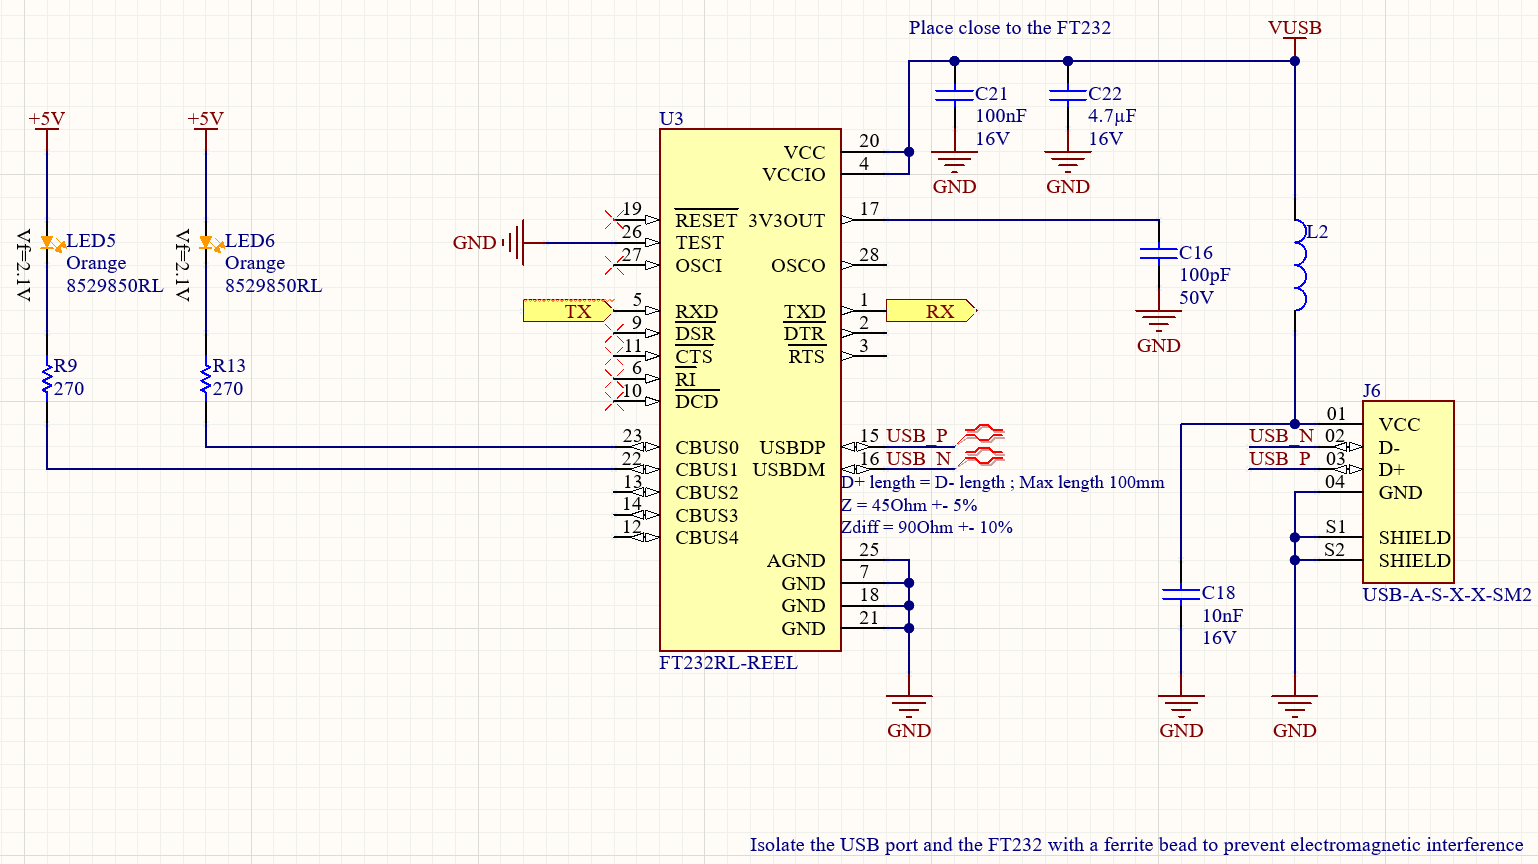 Place close to the FT232
VUSB
C21
100nF
16V
GND
C22
4.7µF
16V
GND
+5V
+5V
Vf=2.1V
LED5
Orange
8529850RL
Vf=2.1V
LED6
Orange
8529850RL
R9
270
R13
270
U3
VCC 20
VCCIO 4
19 RESET 3V3OUT 17
GND 26 TEST
27 OSCI OSCO 28
TX 5 RXD TXD 1 RX
9 DSR DTR 2
11 CTS RTS 3
6 RI
10 DCD
23 CBUS0 USBDP 15 USB_P
22 CBUS1 USBDM 16 USB_N
13 CBUS2
14 CBUS3
12 CBUS4
D+ length = D- length ; Max length 100mm
Z = 45Ohm +- 5%
Zdiff = 90Ohm +- 10%
AGND 25
GND 7
GND 18
GND 21
FT232RL-REEL
GND
C16
100pF
50V
GND
L2
J6
01 VCC
USB_N 02 D-
USB_P 03 D+
04 GND
S1 SHIELD
S2 SHIELD
USB-A-S-X-X-SM2
C18
10nF
16V
GND
GND
Isolate the USB port and the FT232 with a ferrite bead to prevent electromagnetic interference